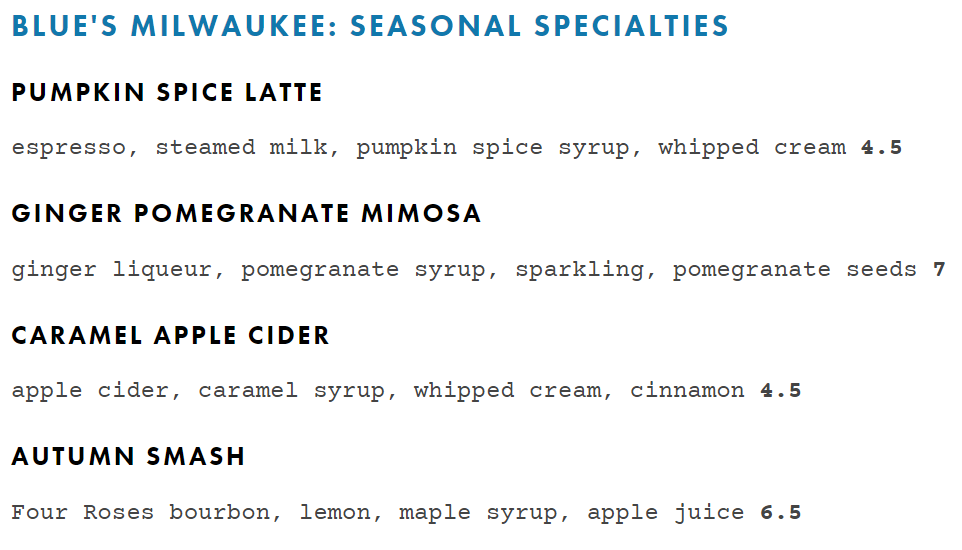 BLUE'S MILWAUKEE: SEASONAL SPECIALTIES
PUMPKIN SPICE LATTE
espresso, steamed milk, pumpkin spice syrup, whipped cream 4.5
GINGER POMEGRANATE MIMOSA
ginger liqueur, pomegranate syrup, sparkling, pomegranate seeds 7
CARAMEL APPLE CIDER
apple cider, caramel syrup, whipped cream, cinnamon 4.5
AUTUMN SMASH
Four Roses bourbon, lemon, maple syrup, apple juice 6.5